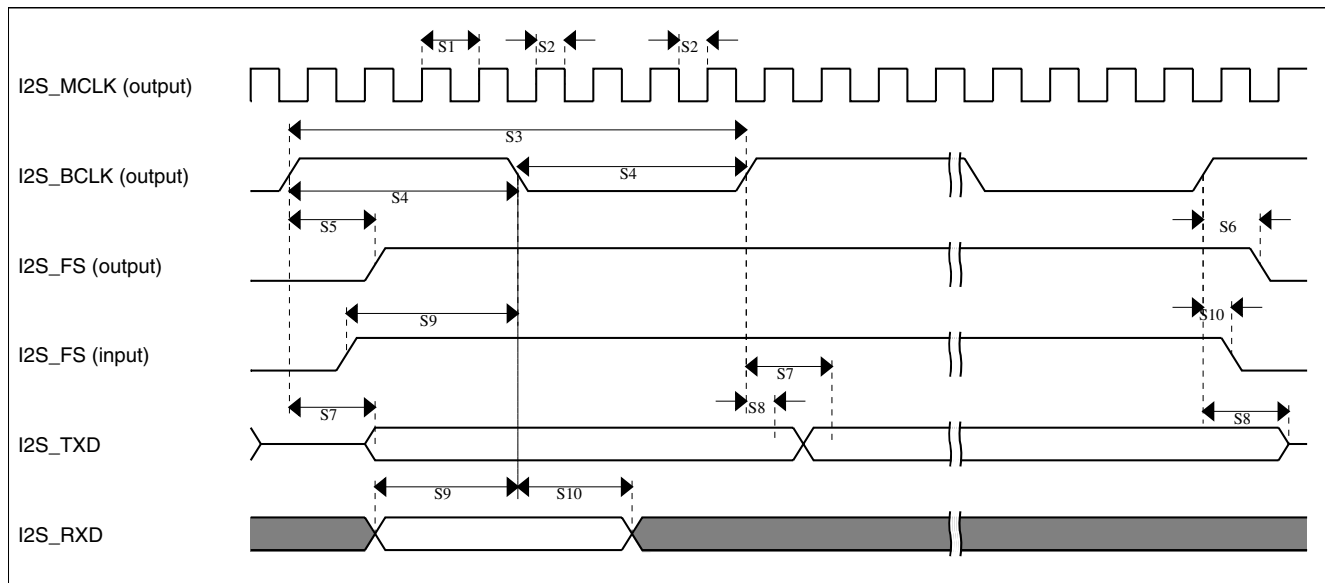 S1 S2 S2
I2S_MCLK (output)
S3
I2S_BCLK (output)
S4
S4
S5 S6
I2S_FS (output)
S9 S10
I2S_FS (input)
S7
S7 S8 S8
I2S_TXD
S9 S10
I2S_RXD